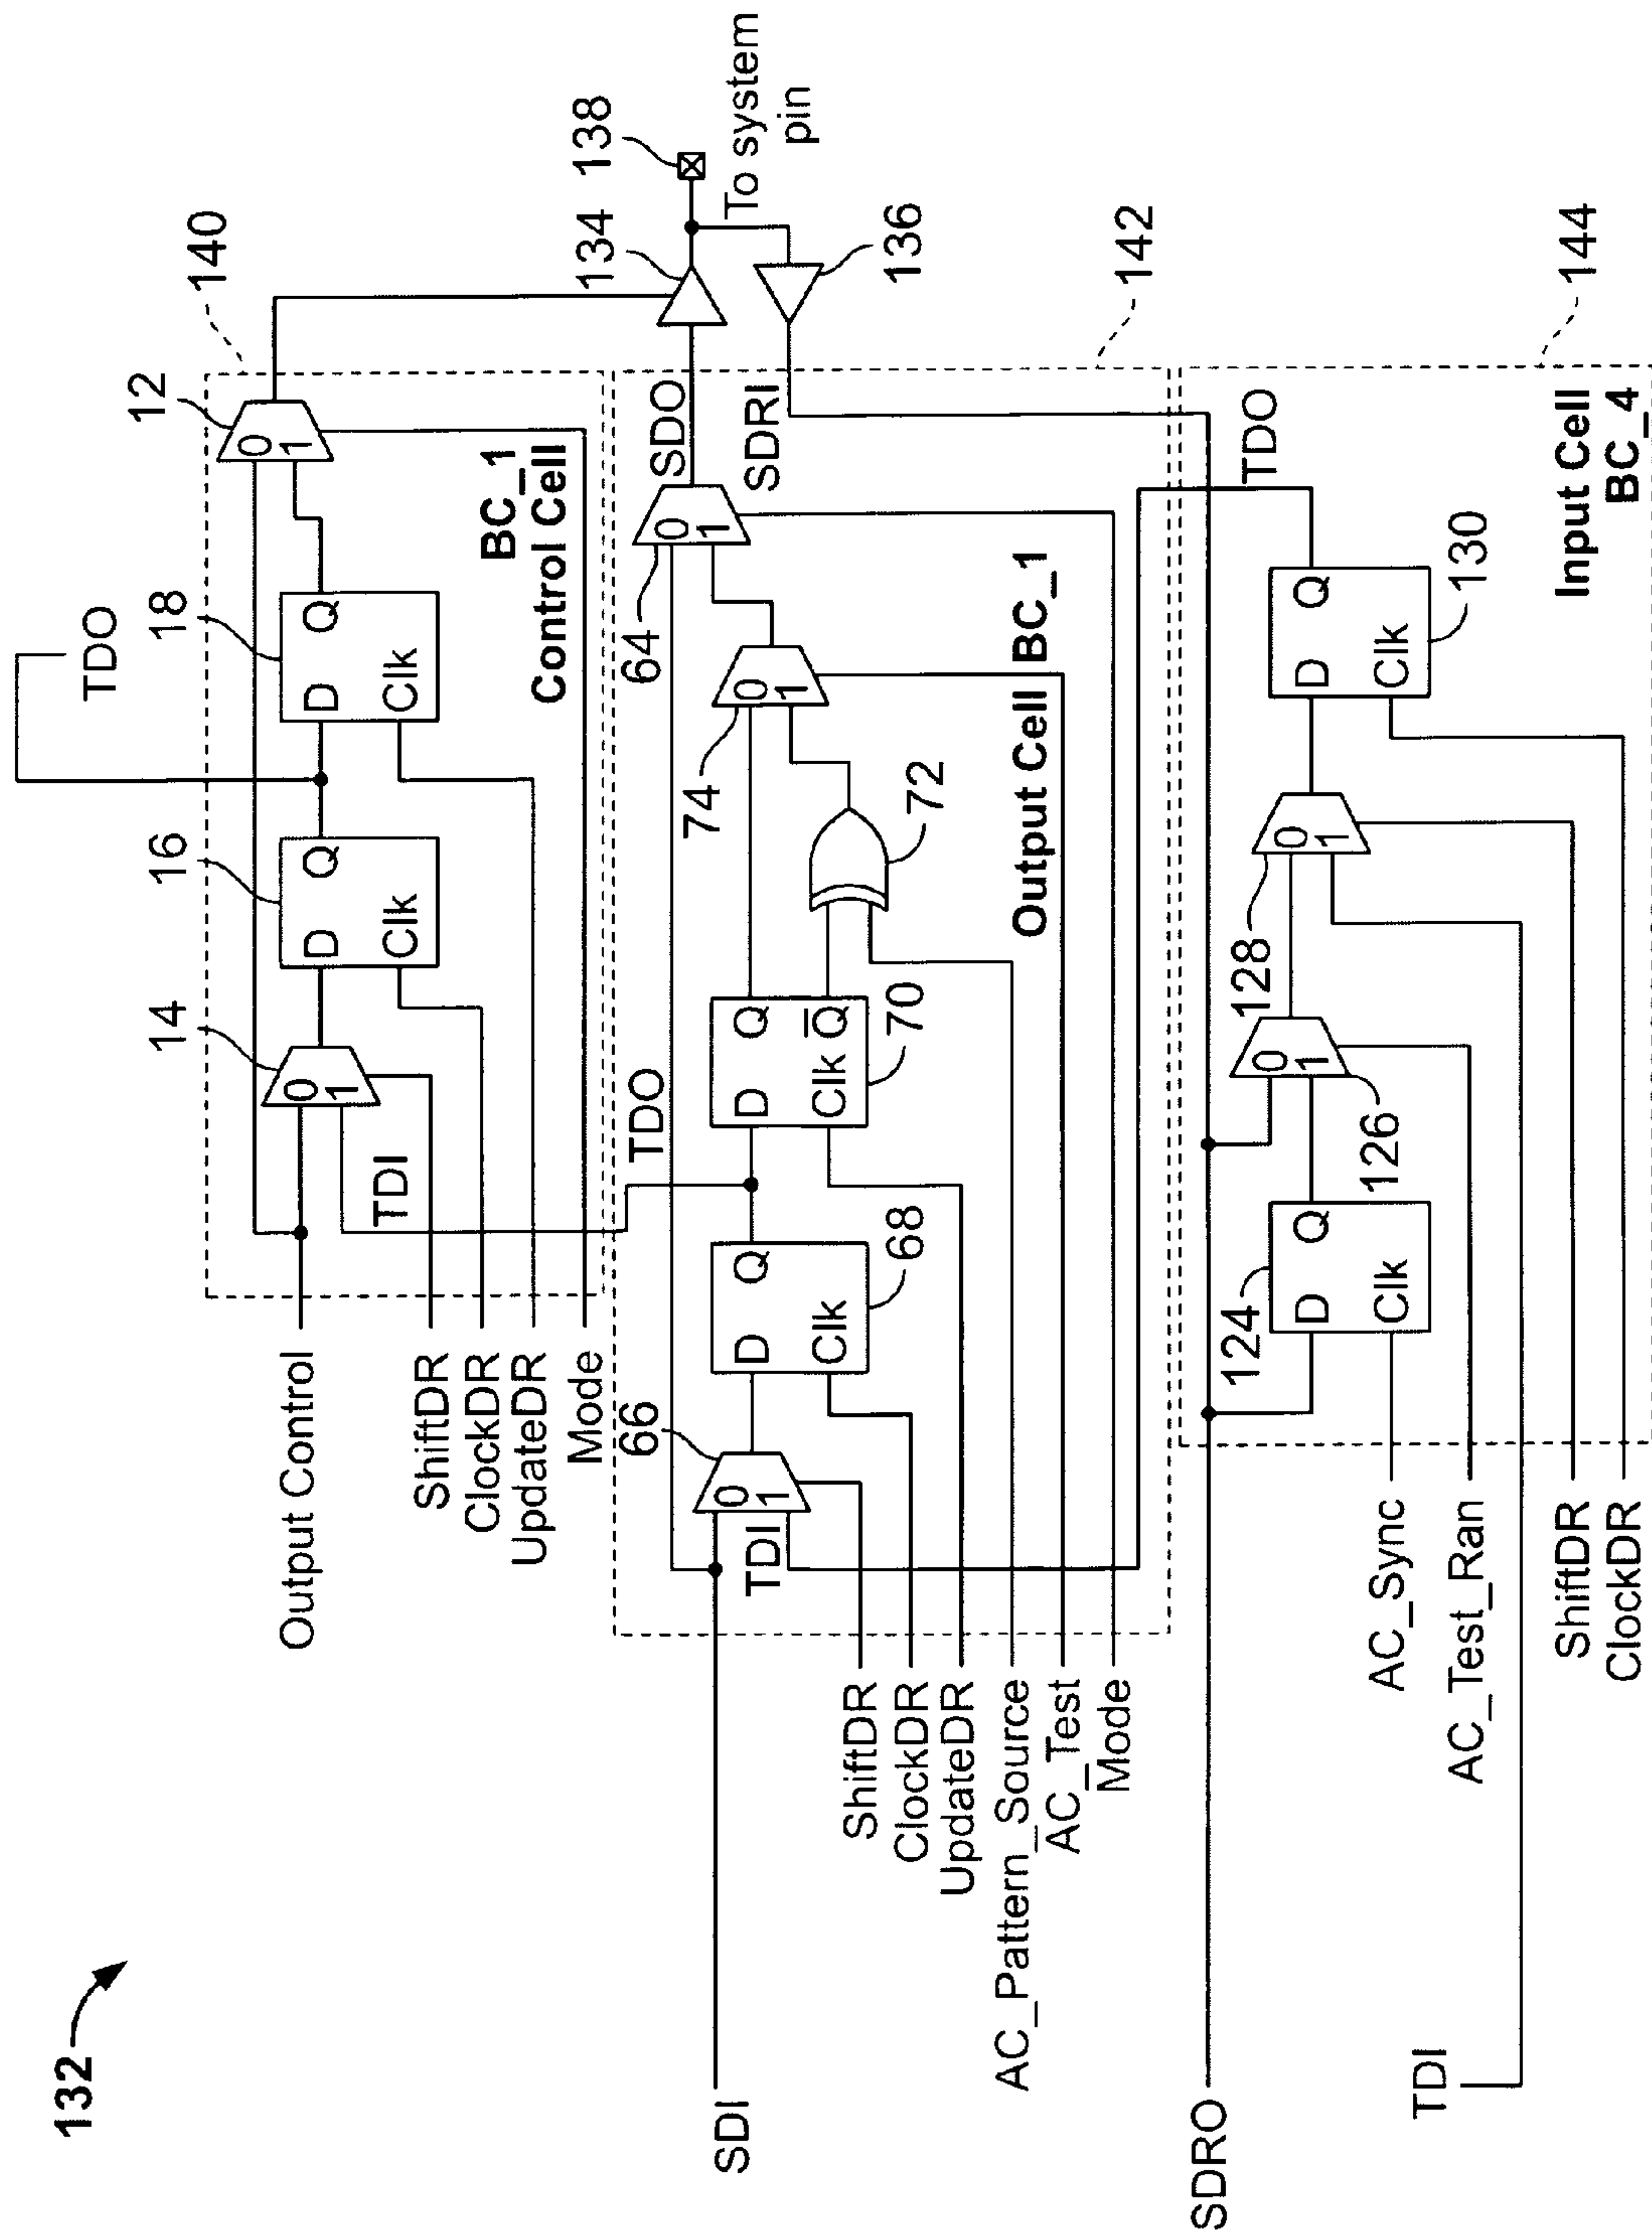 132
Output Control
ShiftDR
ClockDR
UpdateDR
Mode
TDI
14
0
1
16
D Q
Clk
TDO
18
D Q
Clk
12
0
1
BC_1
Control Cell
140
134
138
To system
pin
136
SDI
66
0
1
TDI
ShiftDR
ClockDR
UpdateDR
AC_Pattern_Source
AC_Test
Mode
D Q
Clk
68
TDO
D Q
Clk Q̅
70
72
74
0
1
64
0
1
SDO
SDRI
Output Cell BC_1
142
SDRO
TDI
AC_Sync
AC_Test_Ran
ShiftDR
ClockDR
124
D Q
Clk
126
0
1
128
0
1
D Q
Clk
130
TDO
Input Cell
BC_4
144